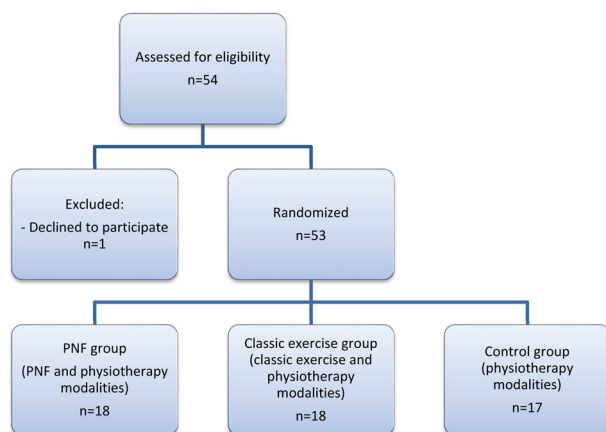 Assessed for eligibility
n=54
Excluded:
- Declined to participate
n=1
Randomized
n=53
PNF group
(PNF and physiotherapy
modalities)
n=18
Classic exercise group
(classic exercise and
physiotherapy
modalities)
n=18
Control group
(physiotherapy
modalities)
n=17